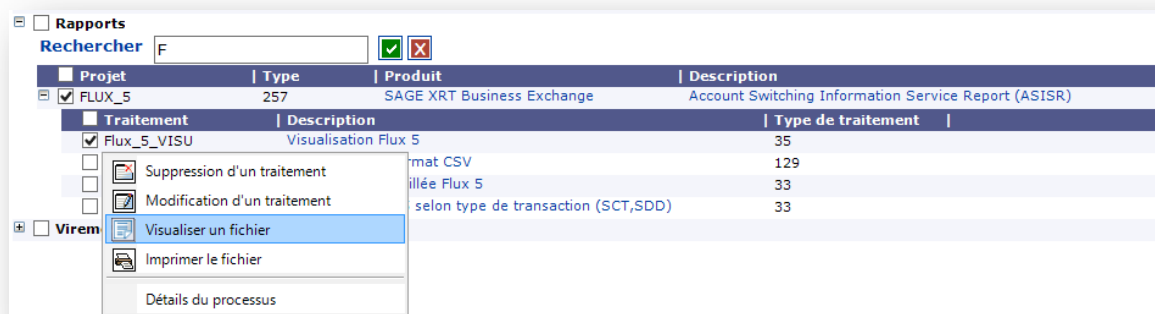 Rapports
Rechercher F
Projet | Type | Produit | Description
FLUX_5 257 SAGE XRT Business Exchange Account Switching Information Service Report (ASISR)
Traitement | Description | Type de traitement |
Flux_5_VISU Visualisation Flux 5 35
rmat CSV 129
Suppression d'un traitement
illée Flux 5 33
Modification d'un traitement
selon type de transaction (SCT,SDD) 33
Virem
Visualiser un fichier
Imprimer le fichier
Détails du processus